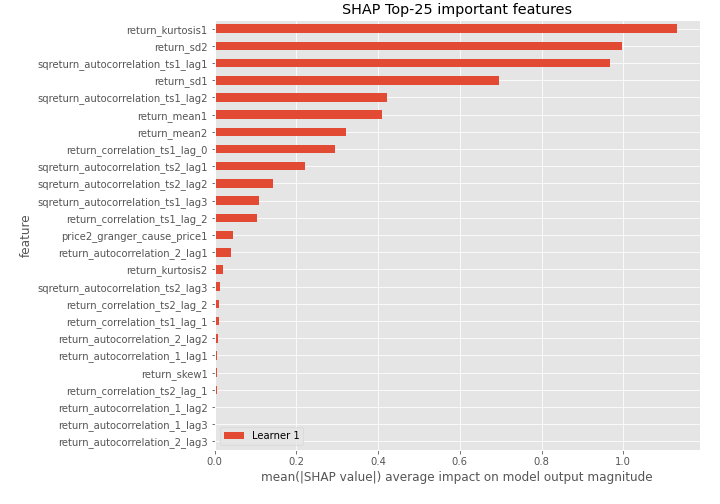 SHAP Top-25 important features
return_kurtosis1
return_sd2
sqreturn_autocorrelation_ts1_lag1
return_sd1
sqreturn_autocorrelation_ts1_lag2
return_mean1
return_mean2
return_correlation_ts1_lag_0
sqreturn_autocorrelation_ts2_lag1
sqreturn_autocorrelation_ts2_lag2
sqreturn_autocorrelation_ts1_lag3
return_correlation_ts1_lag_2
price2_granger_cause_price1
return_autocorrelation_2_lag1
return_kurtosis2
sqreturn_autocorrelation_ts2_lag3
return_correlation_ts2_lag_2
return_correlation_ts1_lag_1
return_autocorrelation_2_lag2
return_autocorrelation_1_lag1
return_skew1
return_correlation_ts2_lag_1
return_autocorrelation_1_lag2
return_autocorrelation_1_lag3
return_autocorrelation_2_lag3
feature
Learner 1
0.0 0.2 0.4 0.6 0.8 1.0
mean(|SHAP value|) average impact on model output magnitude